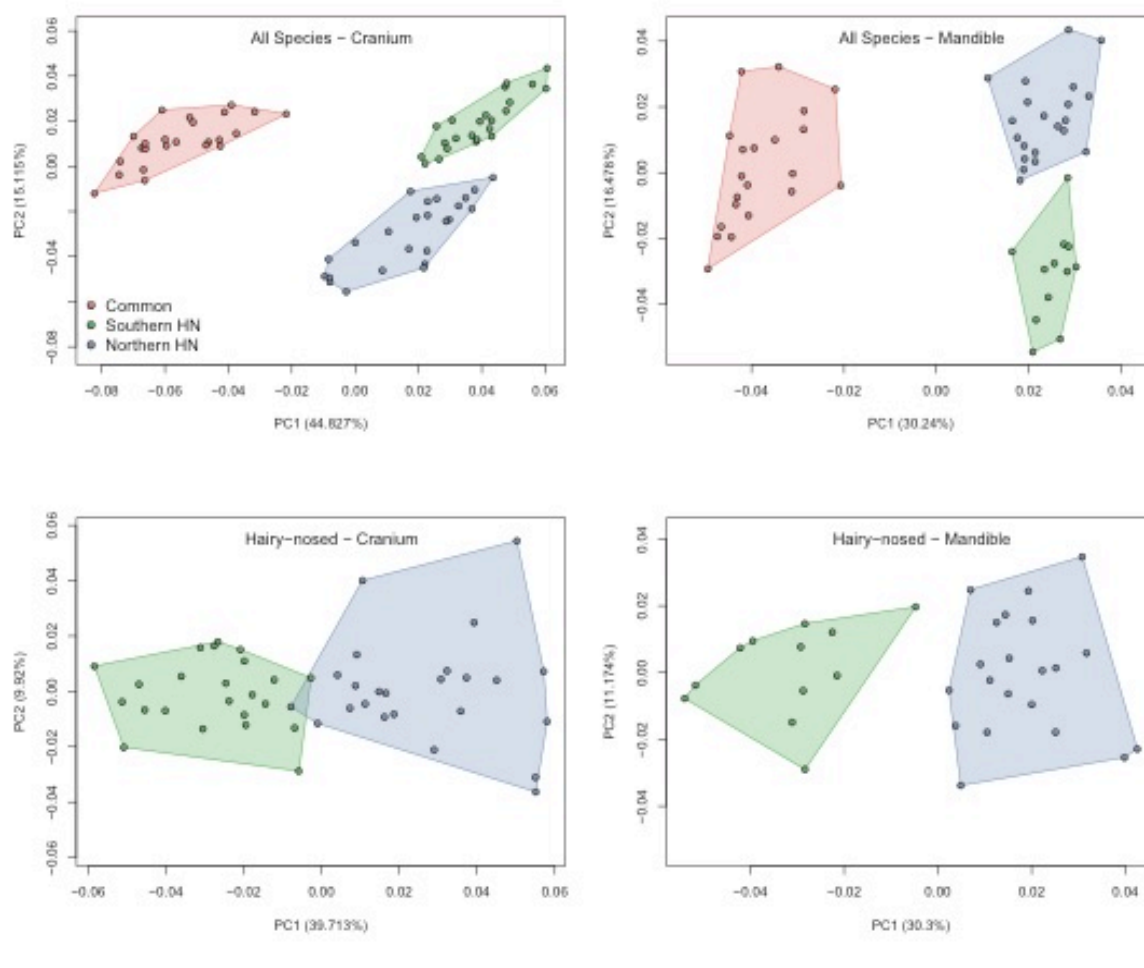 All Species − Cranium
PC2 (15.115%)
0.06
0.04
0.02
0.00
−0.04
−0.08
Common
Southern HN
Northern HN
−0.08 −0.06 −0.04 −0.02 0.00 0.02 0.04 0.06
PC1 (44.827%)
All Species − Mandible
PC2 (16.478%)
0.04
0.02
0.00
−0.02
−0.04
−0.04 −0.02 0.00 0.02 0.04
PC1 (30.24%)
Hairy−nosed − Cranium
PC2 (9.92%)
0.06
0.04
0.02
0.00
−0.02
−0.04
−0.06
−0.06 −0.04 −0.02 0.00 0.02 0.04 0.06
PC1 (39.713%)
Hairy−nosed − Mandible
PC2 (11.174%)
0.04
0.02
0.00
−0.02
−0.04
−0.04 −0.02 0.00 0.02 0.04
PC1 (30.3%)